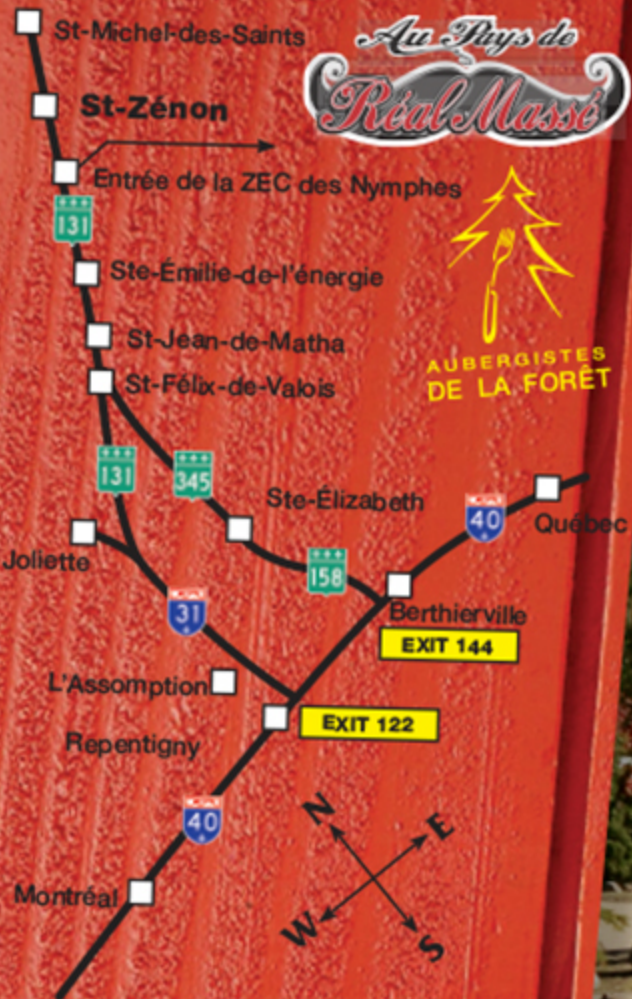 Au Pays de
Réal Massé
St-Michel-des-Saints
St-Zénon
Entrée de la ZEC des Nymphes
131
Ste-Émilie-de-l'énergie
St-Jean-de-Matha
AUBERGISTES
DE LA FORÊT
St-Félix-de-Valois
131
345
Ste-Élizabeth
40
Québec
Joliette
158
31
Berthierville
EXIT 144
L'Assomption
EXIT 122
Repentigny
40
N
E
Montréal
W
S